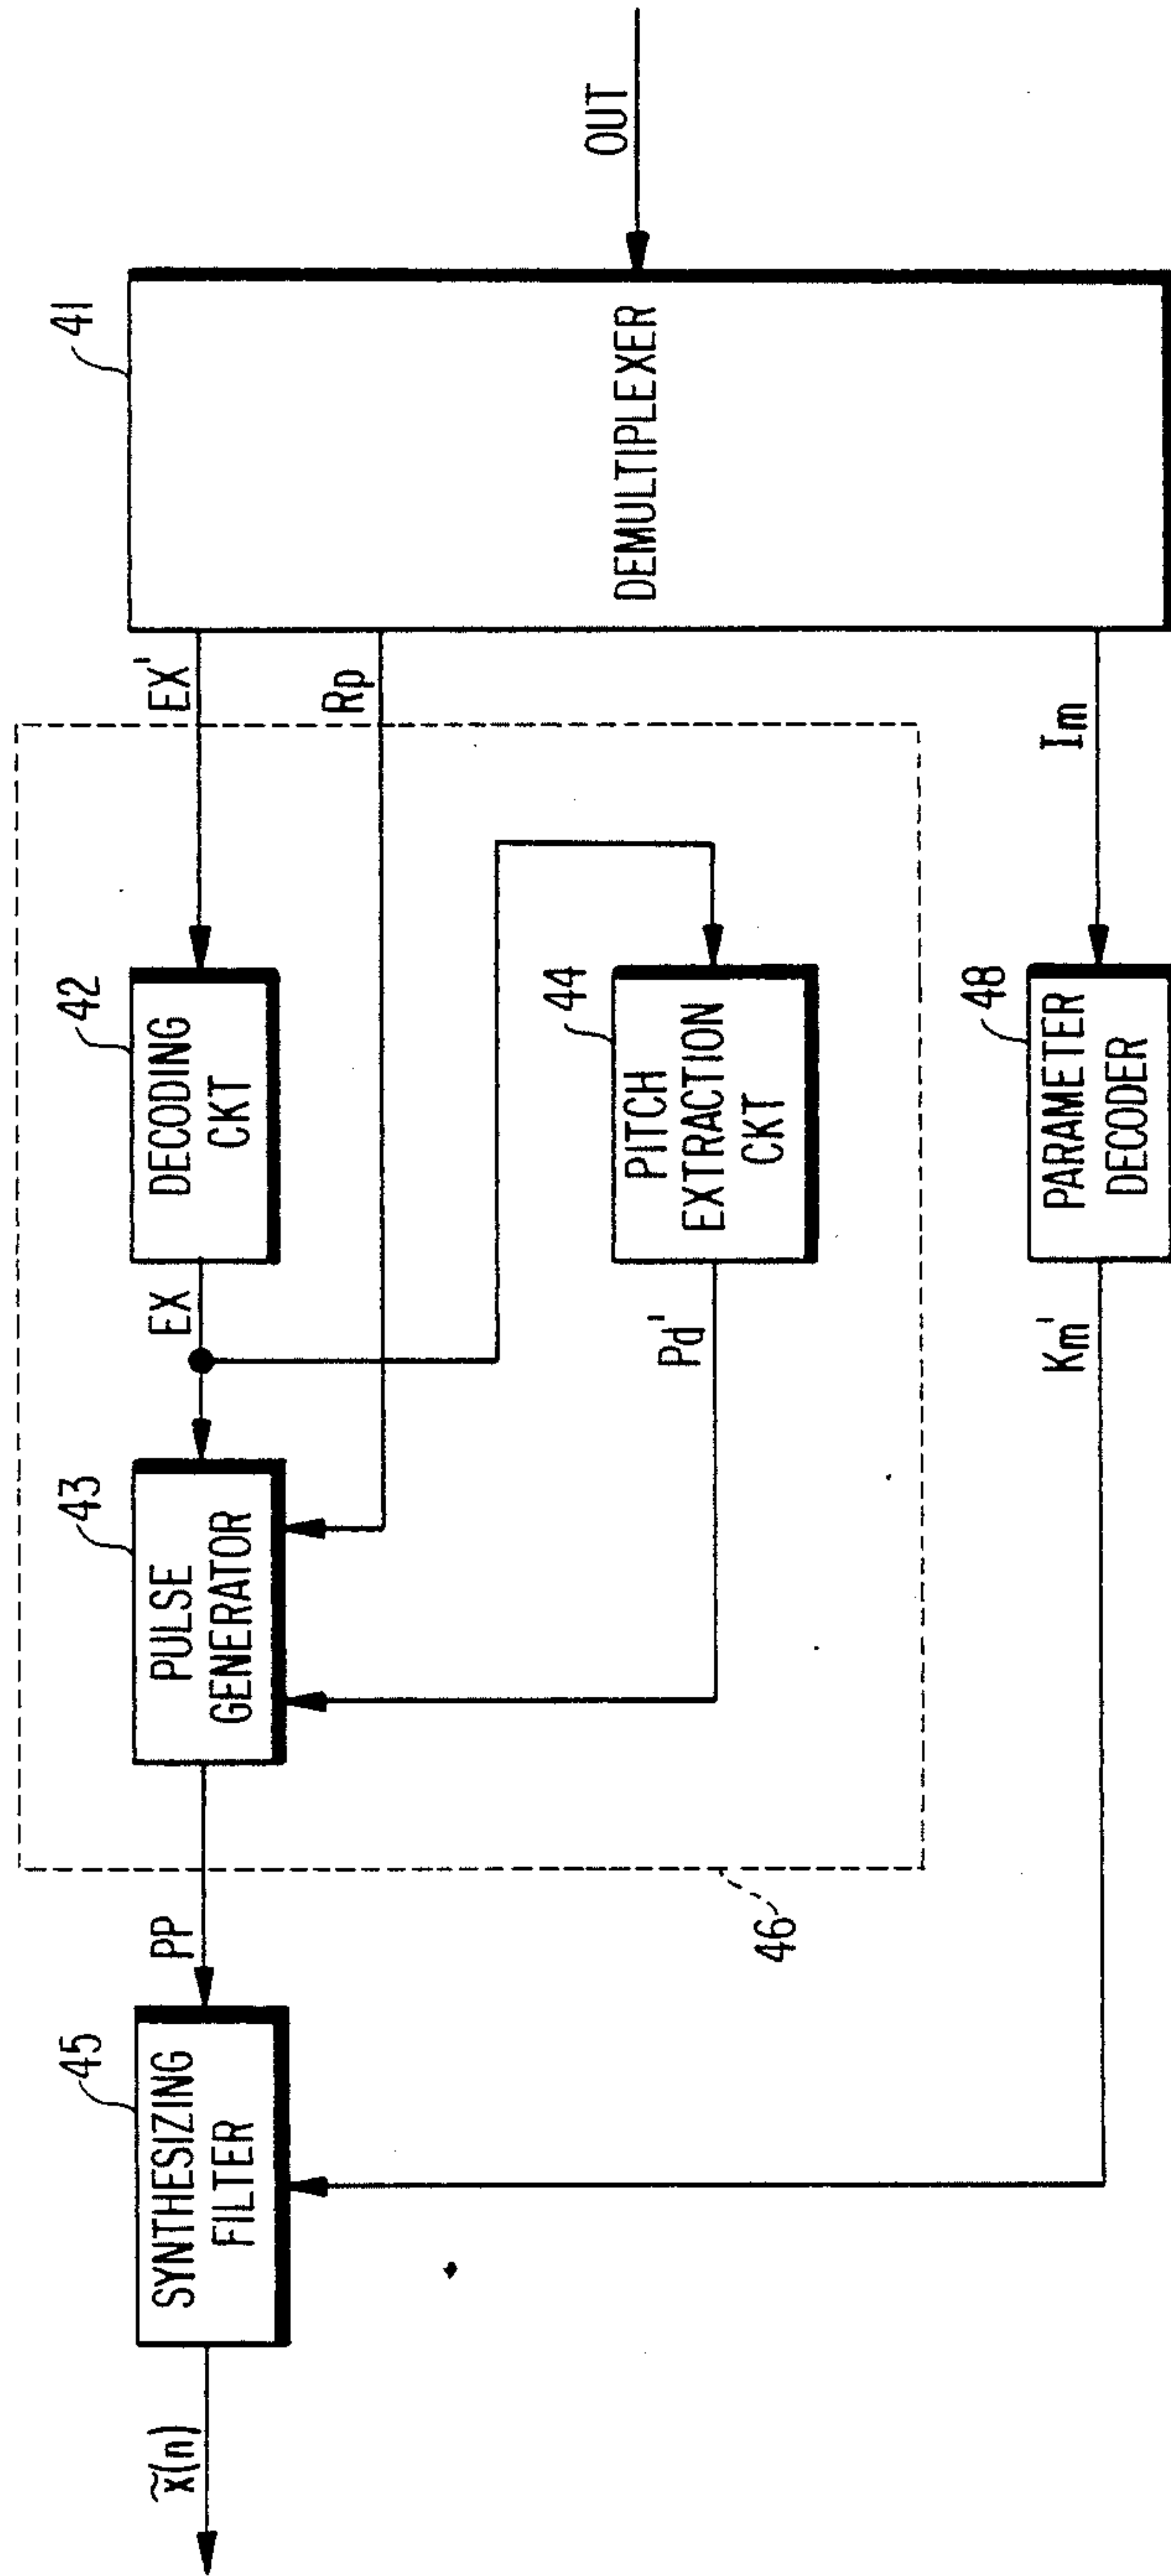 OUT
41
DEMULTIPLEXER
EX'
Rp
Im
42
DECODING
CKT
44
PITCH
EXTRACTION
CKT
48
PARAMETER
DECODER
EX
Pd'
Km'
43
PULSE
GENERATOR
46
PP
45
SYNTHESIZING
FILTER
x̃(n)